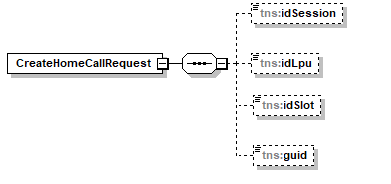 tns:idSession
CreateHomeCallRequest
tns:idLpu
tns:idSlot
tns:guid